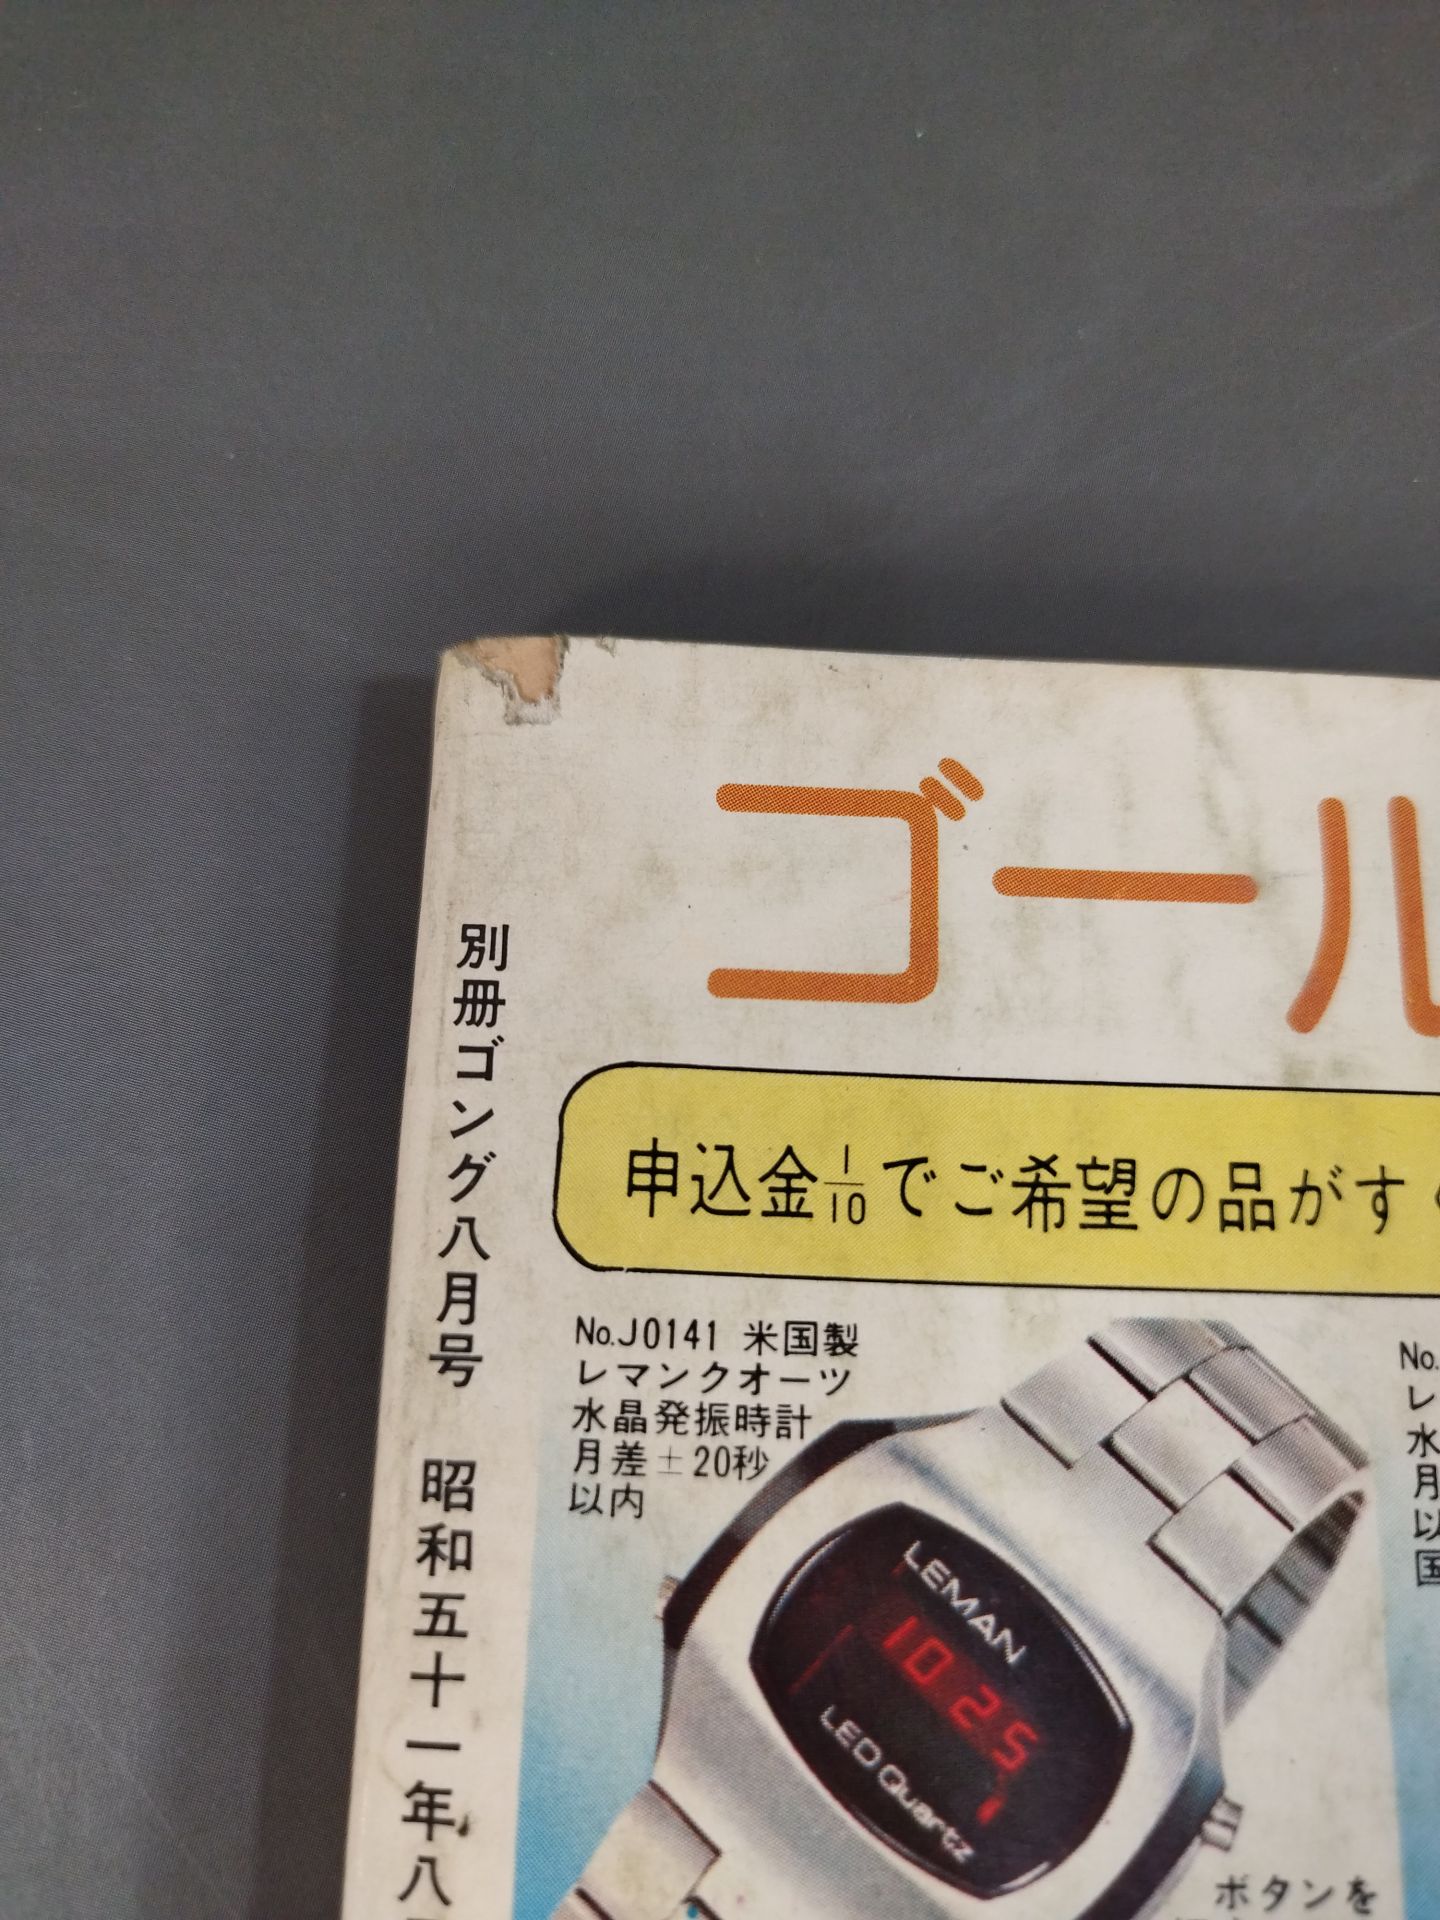 ゴール
別冊ゴング八月号 昭和五十一年八
申込金1/10でご希望の品がす
No.J0141 米国製
レマンクオーツ
水晶発振時計
月差±20秒
以内
LEMAN
10 25
LED Quartz
ボタンを
No.
レ
水
月
以
国